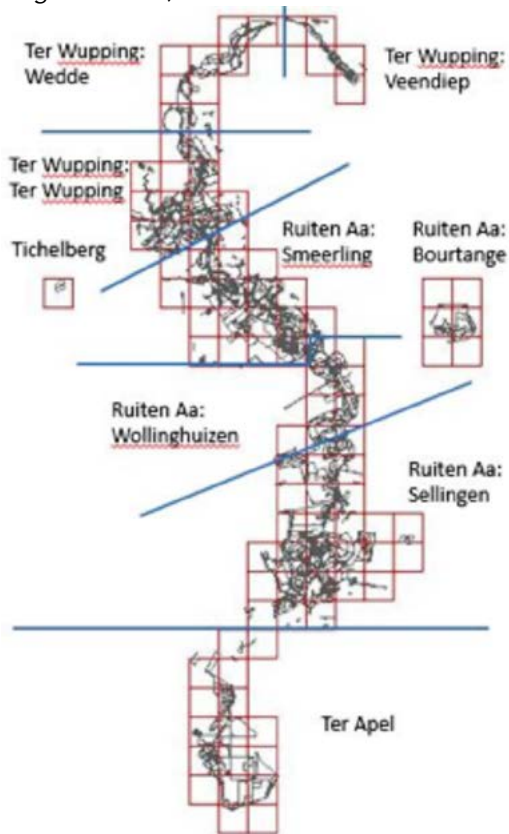 Ter Wupping:
Wedde
Ter Wupping:
Veendiep
Ter Wupping:
Ter Wupping
Ruiten Aa:
Smeerling
Ruiten Aa:
Bourtange
Tichelberg
Ruiten Aa:
Wollinghuizen
Ruiten Aa:
Sellingen
Ter Apel